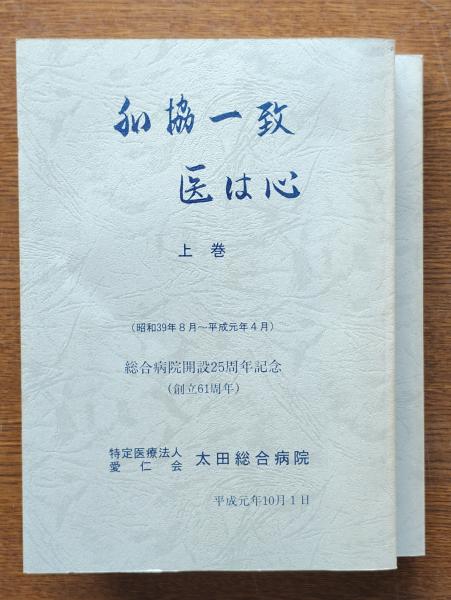 和協一致
医は心
上巻
(昭和39年8月～平成元年4月)
総合病院開設25周年記念
(創立61周年)
特定医療法人
愛仁会 太田総合病院
平成元年10月1日